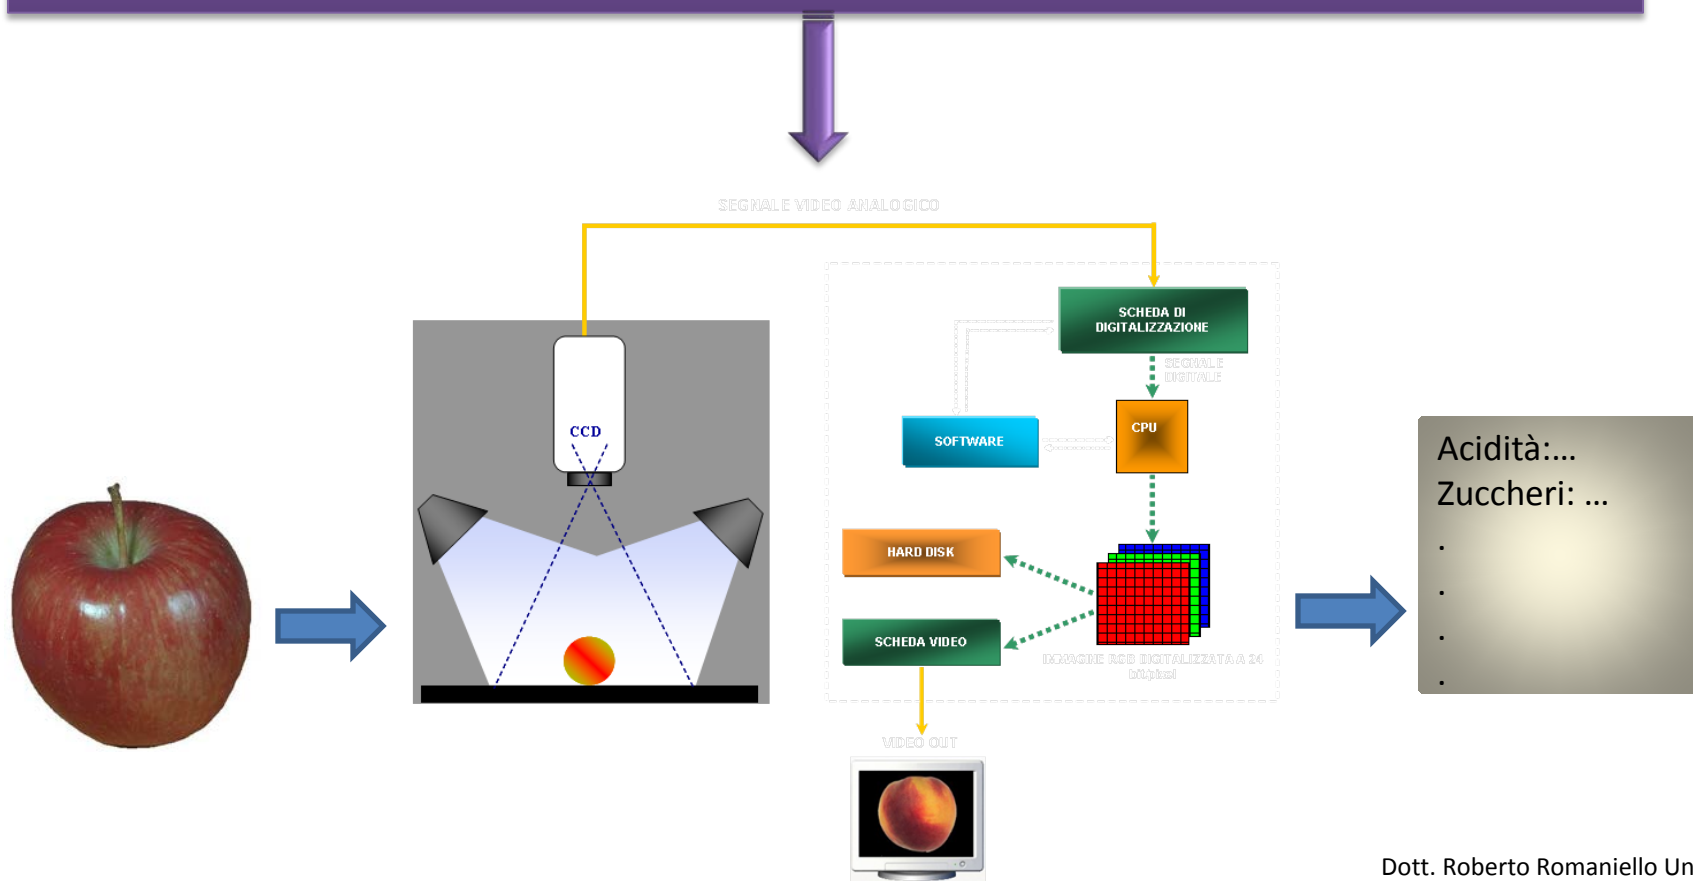 SEGNALE VIDEO ANALOGICO
SCHEDA DI
DIGITALIZZAZIONE
SEGNALE
DIGITALE
CCD
CPU
SOFTWARE
Acidità:...
Zuccheri: ...
.
.
.
.
HARD DISK
SCHEDA VIDEO
IMMAGINE RGB DIGITALIZZATA A 24
bit/pixel
VIDEO OUT
Dott. Roberto Romaniello Un